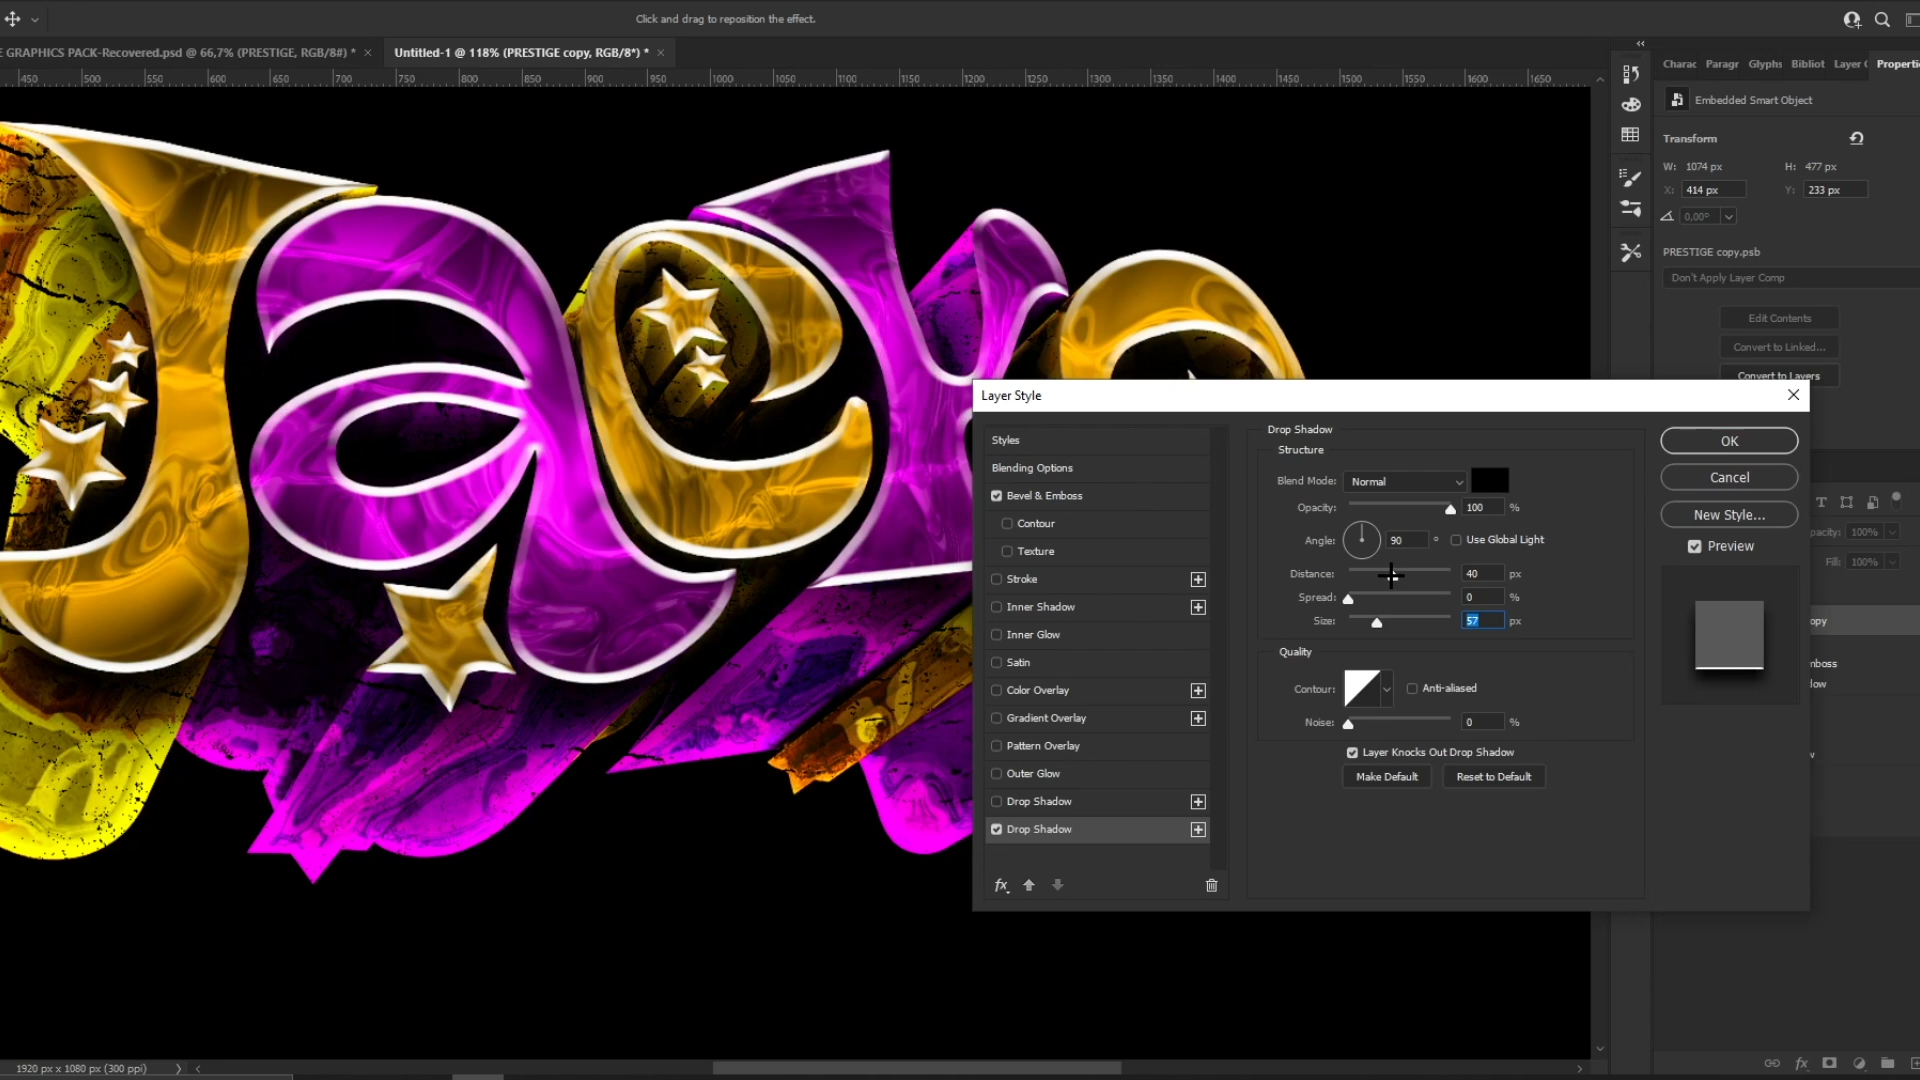 Click and drag to reposition the effect.
E GRAPHICS PACK-Recovered.psd @ 66,7% (PRESTIGE, RGB/8#) *
Untitled-1 @ 118% (PRESTIGE copy, RGB/8*) *
450 500 550 600 650 700 750 800 850 900 950 1000 1050 1100 1150 1200 1250 1300 1350 1400 1450 1500 1550 1600 1650
Charac Paragr Glyphs Bibliot Layer C Properti
Embedded Smart Object
Transform
W: 1074 px H: 477 px
X: 414 px Y: 233 px
0,00°
PRESTIGE copy.psb
Don't Apply Layer Comp
Edit Contents
Convert to Linked...
Convert to Layers
Layer Style
Styles
Blending Options
Bevel & Emboss
Contour
Texture
Stroke
Inner Shadow
Inner Glow
Satin
Color Overlay
Gradient Overlay
Pattern Overlay
Outer Glow
Drop Shadow
Drop Shadow
fx
Drop Shadow
Structure
Blend Mode: Normal
Opacity: 100 %
Angle: 90 ° Use Global Light
Distance: 40 px
Spread: 0 %
Size: 57 px
Quality
Contour: Anti-aliased
Noise: 0 %
Layer Knocks Out Drop Shadow
Make Default Reset to Default
OK
Cancel
New Style...
Preview
pacity: 100%
Fill: 100%
opy
mboss
dow
w
1920 px x 1080 px (300 ppi)
fx